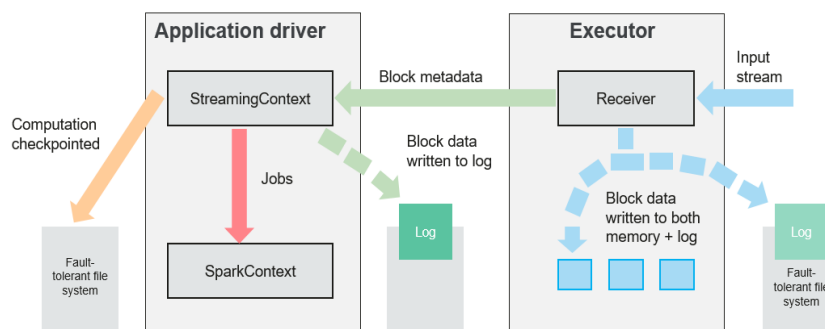 Application driver
Executor
StreamingContext
Block metadata
Receiver
Input
stream
Computation
checkpointed
Block data
written to log
Jobs
Block data
written to both
memory + log
Log
Log
Fault-
tolerant file
system
SparkContext
Fault-
tolerant file
system